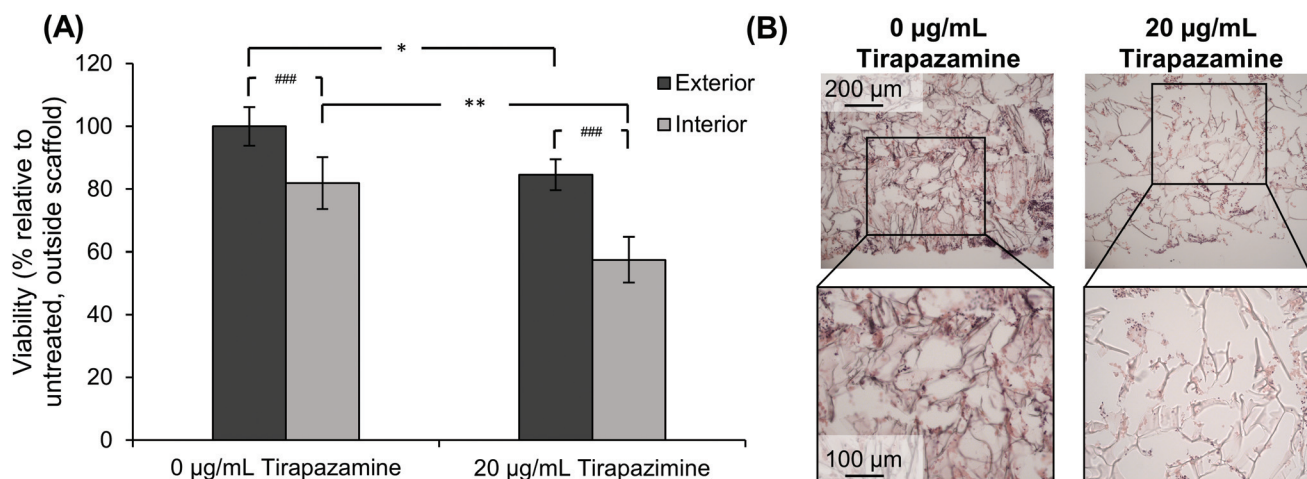 (A)
Viability (% relative to
untreated, outside scaffold)
120
100
80
60
40
20
0
*
###
**
###
Exterior
Interior
0 µg/mL Tirapazamine
20 µg/mL Tirapazimine
(B)
0 µg/mL
Tirapazamine
20 µg/mL
Tirapazamine
200 µm
100 µm